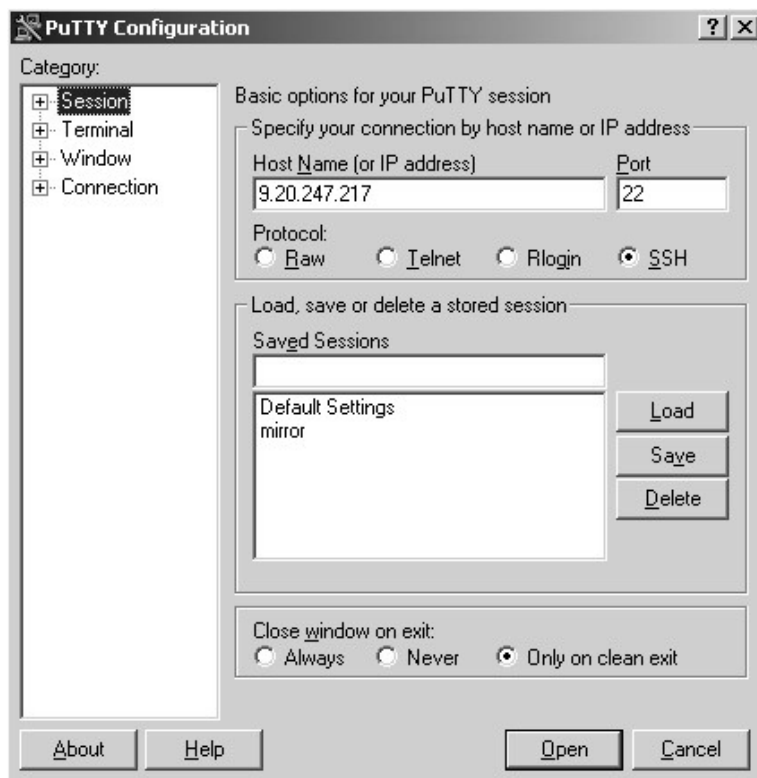 PuTTY Configuration
Category:
Session
Terminal
Window
Connection
Basic options for your PuTTY session
Specify your connection by host name or IP address
Host Name (or IP address)
Port
9.20.247.217
22
Protocol:
Raw
Telnet
Rlogin
SSH
Load, save or delete a stored session
Saved Sessions
Default Settings
mirror
Load
Save
Delete
Close window on exit:
Always
Never
Only on clean exit
About
Help
Open
Cancel